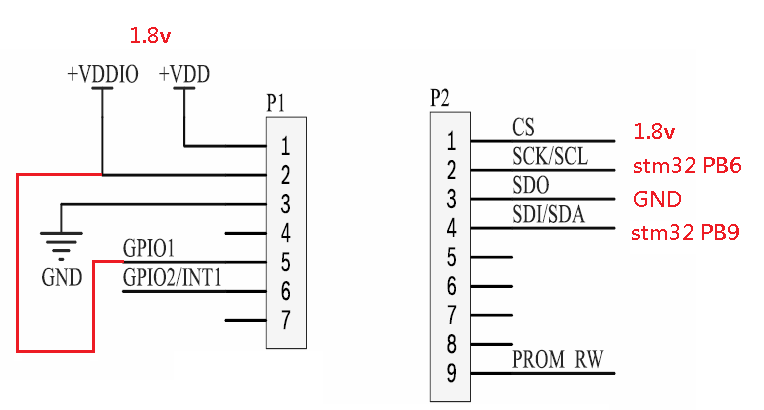 1.8v
+VDDIO +VDD
P1
1
2
3
4
GND
GPIO1
5
GPIO2/INT1
6
7
P2
1 CS 1.8v
2 SCK/SCL stm32 PB6
3 SDO GND
4 SDI/SDA stm32 PB9
5
6
7
8
9 PROM RW